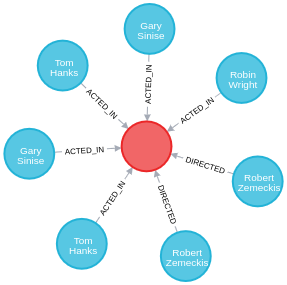 Gary
Sinise
Tom
Hanks
Robin
Wright
ACTED_IN
ACTED_IN
ACTED_IN
Gary
Sinise
ACTED_IN
DIRECTED
Robert
Zemeckis
ACTED_IN
DIRECTED
Tom
Hanks
Robert
Zemeckis